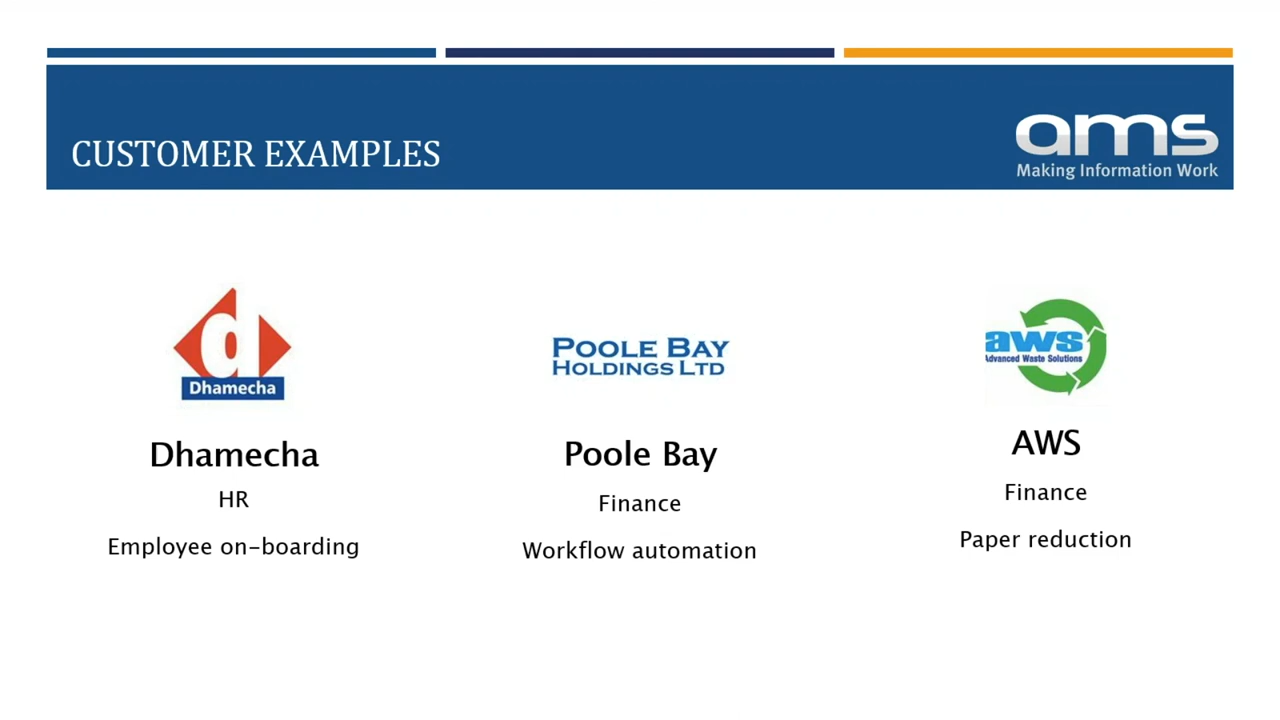 CUSTOMER EXAMPLES
ams
Making Information Work
d
Dhamecha
Dhamecha
HR
Employee on-boarding
POOLE BAY
HOLDINGS LTD
Poole Bay
Finance
Workflow automation
aws
Advanced Waste Solutions
AWS
Finance
Paper reduction